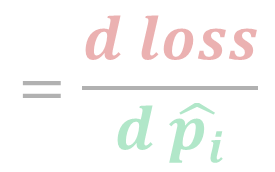 d loss
=
d p̂ᵢ